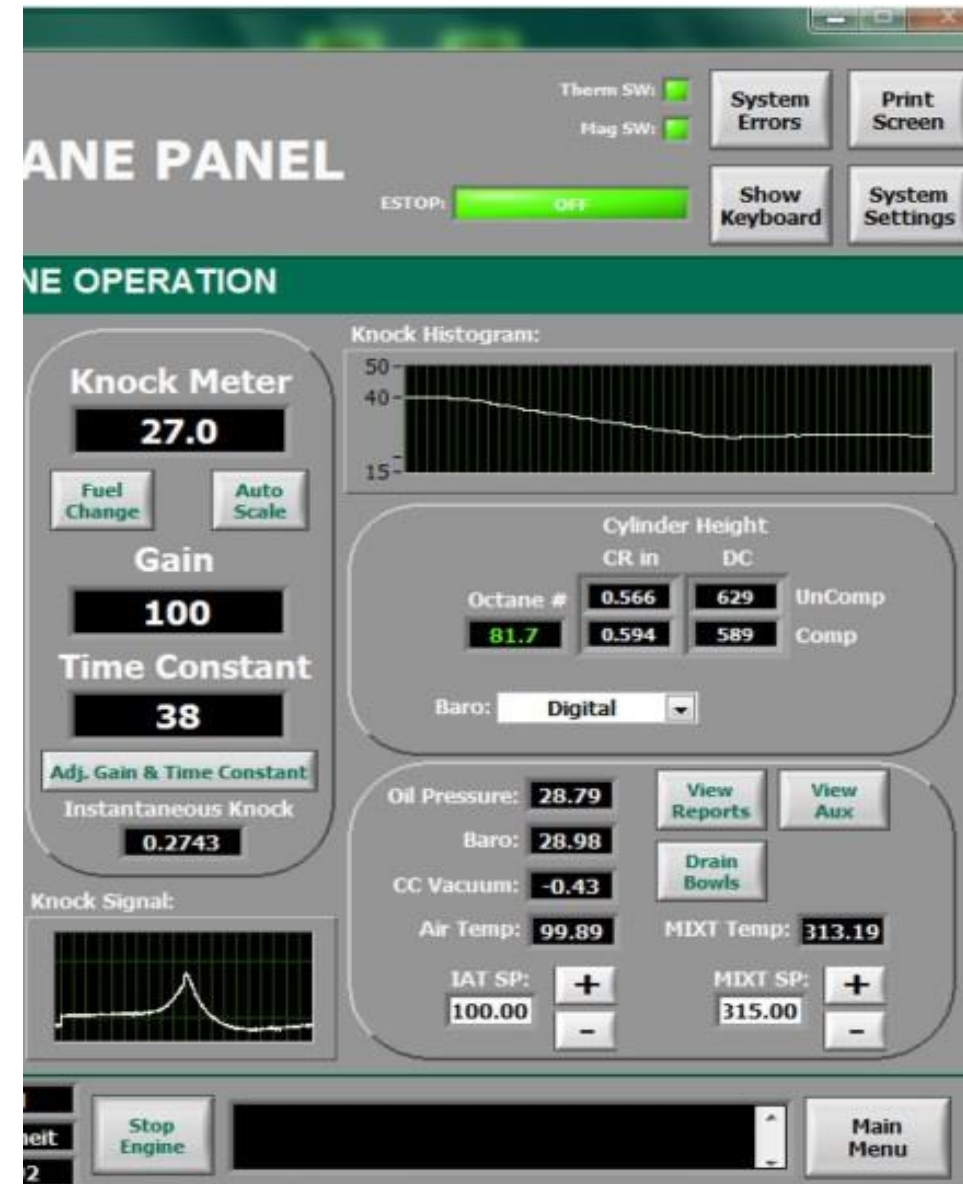 Therm SW:
Mag SW:
System
Errors
Print
Screen
ANE PANEL
ESTOP:
OFF
Show
Keyboard
System
Settings
NE OPERATION
Knock Meter
27.0
Fuel
Change
Auto
Scale
Gain
100
Time Constant
38
Adj. Gain & Time Constant
Instantaneous Knock
0.2743
Knock Signal:
Knock Histogram:
50
40
15
Cylinder Height
CR in DC
Octane # 0.566 629 UnComp
81.7 0.594 589 Comp
Baro: Digital
Oil Pressure: 28.79
Baro: 28.98
CC Vacuum: -0.43
Air Temp: 99.89
View
Reports
View
Aux
Drain
Bowls
MIXT Temp: 313.19
IAT SP:
100.00
+
-
MIXT SP:
315.00
+
-
heit
02
Stop
Engine
Main
Menu